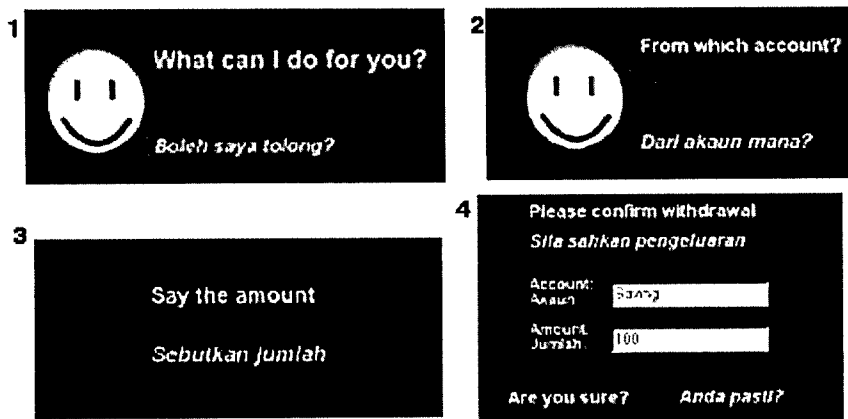 1
What can I do for you?
Boleh saya tolong?
2
From which account?
Dari akaun mana?
3
Say the amount
Sebutkan jumlah
4
Please confirm withdrawal
Sila sahkan pengeluaran
Account:
Akaun
Saving
Amount
Jumlah:
100
Are you sure? Anda pasti?